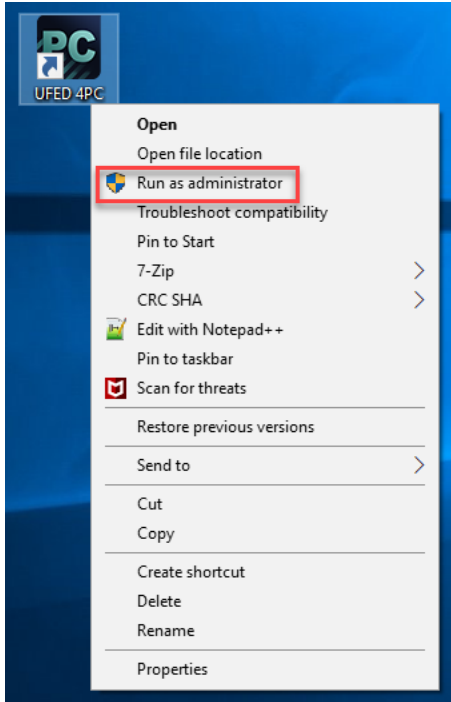 PC
UFED 4PC
Open
Open file location
Run as administrator
Troubleshoot compatibility
Pin to Start
7-Zip
CRC SHA
Edit with Notepad++
Pin to taskbar
Scan for threats
Restore previous versions
Send to
Cut
Copy
Create shortcut
Delete
Rename
Properties